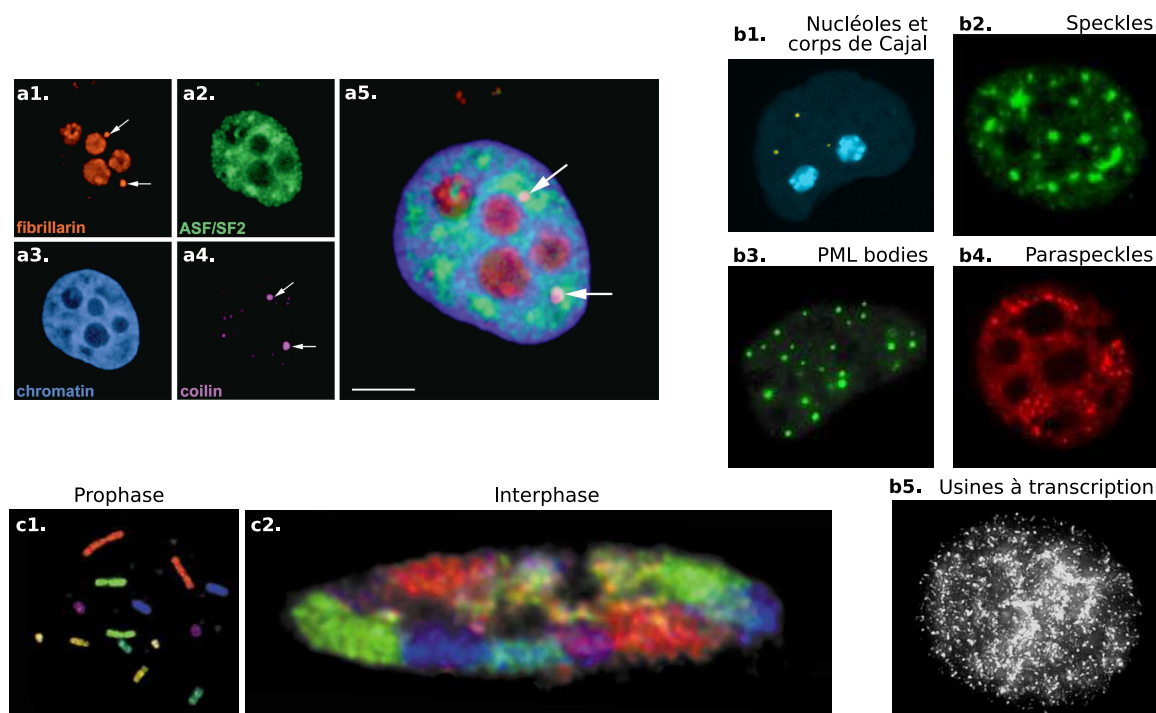 a1.
fibrillarin
a2.
ASF/SF2
a3.
chromatin
a4.
coilin
a5.
b1.
Nucléoles et
corps de Cajal
b2.
Speckles
b3.
PML bodies
b4.
Paraspeckles
b5.
Usines à transcription
Prophase
c1.
Interphase
c2.